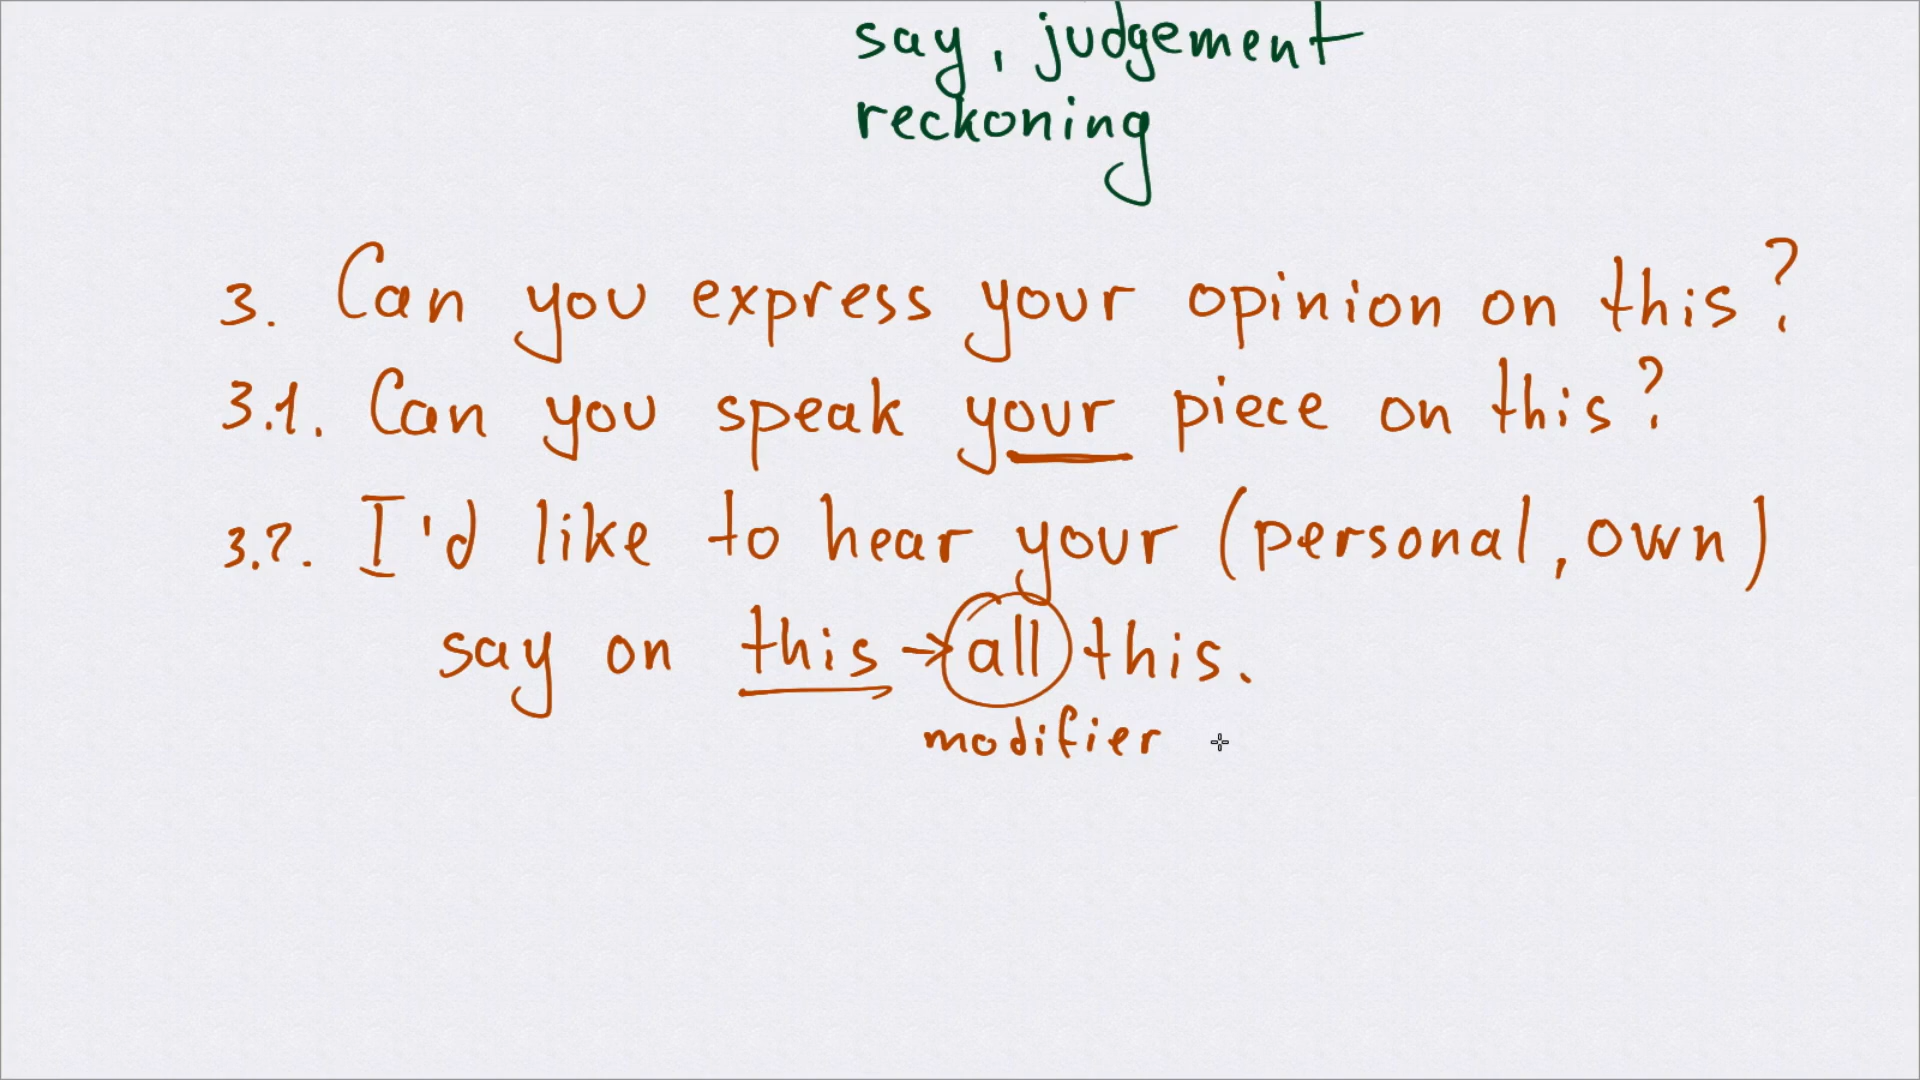 say, judgement
reckoning
3. Can you express your opinion on this?
3.1. Can you speak your piece on this?
3.2. I'd like to hear your (personal, own)
say on this → all this.
modifier